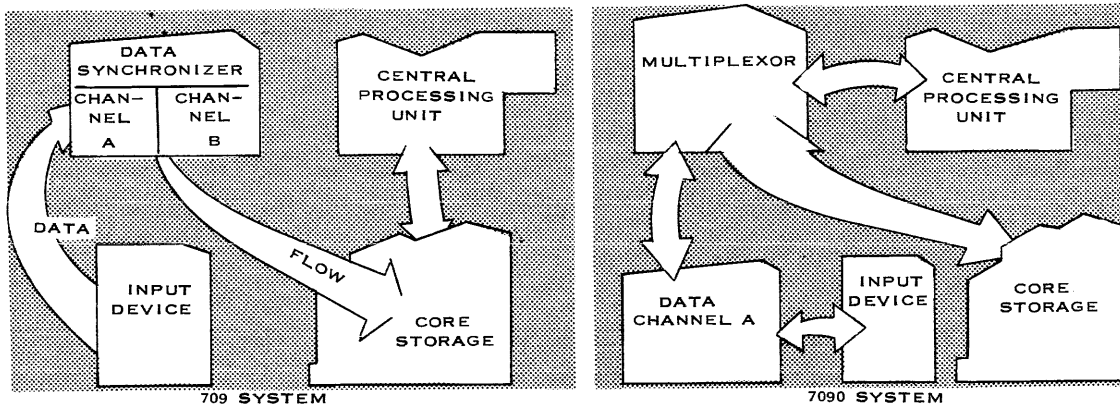 DATA
SYNCHRONIZER
CHAN-
NEL
A
CHAN-
NEL
B
CENTRAL
PROCESSING
UNIT
DATA
FLOW
INPUT
DEVICE
CORE
STORAGE
709 SYSTEM
MULTIPLEXOR
CENTRAL
PROCESSING
UNIT
DATA
CHANNEL A
INPUT
DEVICE
CORE
STORAGE
7090 SYSTEM